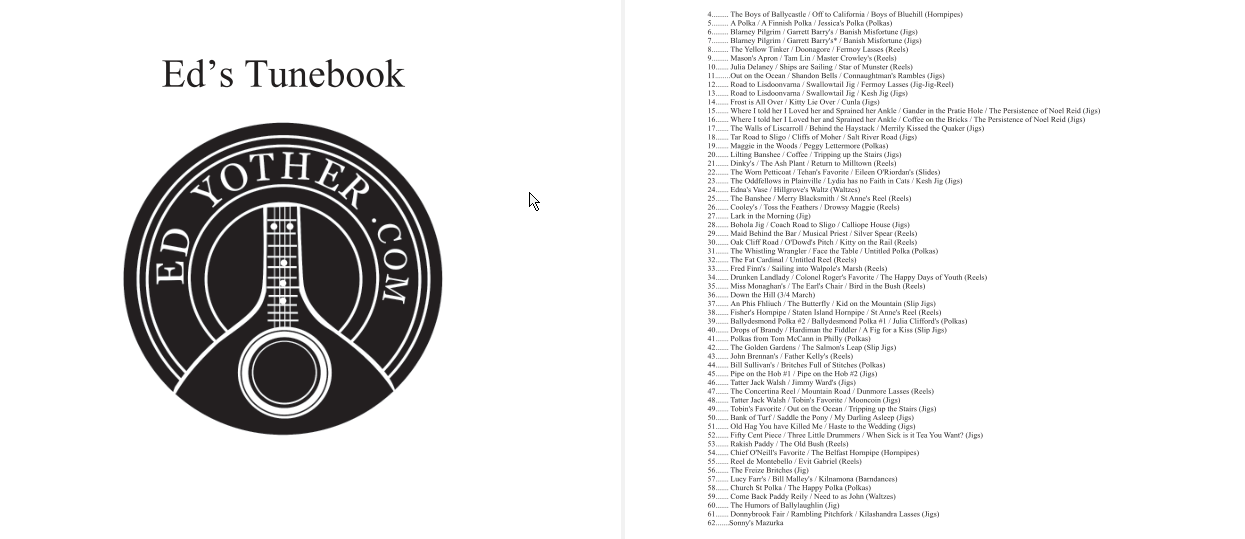 Ed's Tunebook
ED YOTHER .COM
4........ The Boys of Ballycastle / Off to California / Boys of Bluehill (Hornpipes)
5........ A Polka / A Finnish Polka / Jessica's Polka (Polkas)
6........ Blarney Pilgrim / Garrett Barry's / Banish Misfortune (Jigs)
7........ Blarney Pilgrim / Garrett Barry's* / Banish Misfortune (Jigs)
8........ The Yellow Tinker / Doonagore / Fermoy Lasses (Reels)
9........ Mason's Apron / Tam Lin / Master Crowley's (Reels)
10....... Julia Delaney / Ships are Sailing / Star of Munster (Reels)
11.......Out on the Ocean / Shandon Bells / Connaughtman's Rambles (Jigs)
12....... Road to Lisdoonvarna / Swallowtail Jig / Fermoy Lasses (Jig-Jig-Reel)
13....... Road to Lisdoonvarna / Swallowtail Jig / Kesh Jig (Jigs)
14....... Frost is All Over / Kitty Lie Over / Cunla (Jigs)
15....... Where I told her I Loved her and Sprained her Ankle / Gander in the Pratie Hole / The Persistence of Noel Reid (Jigs)
16....... Where I told her I Loved her and Sprained her Ankle / Coffee on the Bricks / The Persistence of Noel Reid (Jigs)
17....... The Walls of Liscarroll / Behind the Haystack / Merrily Kissed the Quaker (Jigs)
18....... Tar Road to Sligo / Cliffs of Moher / Salt River Road (Jigs)
19....... Maggie in the Woods / Peggy Lettermore (Polkas)
20....... Lilting Banshee / Coffee / Tripping up the Stairs (Jigs)
21....... Dinky's / The Ash Plant / Return to Milltown (Reels)
22....... The Worn Petticoat / Tehan's Favorite / Eileen O'Riordan's (Slides)
23....... The Oddfellows in Plainville / Lydia has no Faith in Cats / Kesh Jig (Jigs)
24....... Edna's Vase / Hillgrove's Waltz (Waltzes)
25....... The Banshee / Merry Blacksmith / St Anne's Reel (Reels)
26....... Cooley's / Toss the Feathers / Drowsy Maggie (Reels)
27....... Lark in the Morning (Jig)
28....... Bohola Jig / Coach Road to Sligo / Calliope House (Jigs)
29....... Maid Behind the Bar / Musical Priest / Silver Spear (Reels)
30....... Oak Cliff Road / O'Dowd's Pitch / Kitty on the Rail (Reels)
31....... The Whistling Wrangler / Face the Table / Untitled Polka (Polkas)
32....... The Fat Cardinal / Untitled Reel (Reels)
33....... Fred Finn's / Sailing into Walpole's Marsh (Reels)
34....... Drunken Landlady / Colonel Roger's Favorite / The Happy Days of Youth (Reels)
35....... Miss Monaghan's / The Earl's Chair / Bird in the Bush (Reels)
36....... Down the Hill (3/4 March)
37....... An Phis Fhliuch / The Butterfly / Kid on the Mountain (Slip Jigs)
38....... Fisher's Hornpipe / Staten Island Hornpipe / St Anne's Reel (Reels)
39....... Ballydesmond Polka #2 / Ballydesmond Polka #1 / Julia Clifford's (Polkas)
40....... Drops of Brandy / Hardiman the Fiddler / A Fig for a Kiss (Slip Jigs)
41....... Polkas from Tom McCann in Philly (Polkas)
42....... The Golden Gardens / The Salmon's Leap (Slip Jigs)
43....... John Brennan's / Father Kelly's (Reels)
44....... Bill Sullivan's / Britches Full of Stitches (Polkas)
45....... Pipe on the Hob #1 / Pipe on the Hob #2 (Jigs)
46....... Tatter Jack Walsh / Jimmy Ward's (Jigs)
47....... The Concertina Reel / Mountain Road / Dunmore Lasses (Reels)
48....... Tatter Jack Walsh / Tobin's Favorite / Mooncoin (Jigs)
49....... Tobin's Favorite / Out on the Ocean / Tripping up the Stairs (Jigs)
50....... Bank of Turf / Saddle the Pony / My Darling Asleep (Jigs)
51....... Old Hag You have Killed Me / Haste to the Wedding (Jigs)
52....... Fifty Cent Piece / Three Little Drummers / When Sick is it Tea You Want? (Jigs)
53....... Rakish Paddy / The Old Bush (Reels)
54....... Chief O'Neill's Favorite / The Belfast Hornpipe (Hornpipes)
55....... Reel de Montebello / Evit Gabriel (Reels)
56....... The Freize Britches (Jig)
57....... Lucy Farr's / Bill Malley's / Kilnamona (Barndances)
58....... Church St Polka / The Happy Polka (Polkas)
59....... Come Back Paddy Reily / Need to as John (Waltzes)
60....... The Humors of Ballylaughlin (Jig)
61....... Donnybrook Fair / Rambling Pitchfork / Kilashandra Lasses (Jigs)
62.......Sonny's Mazurka